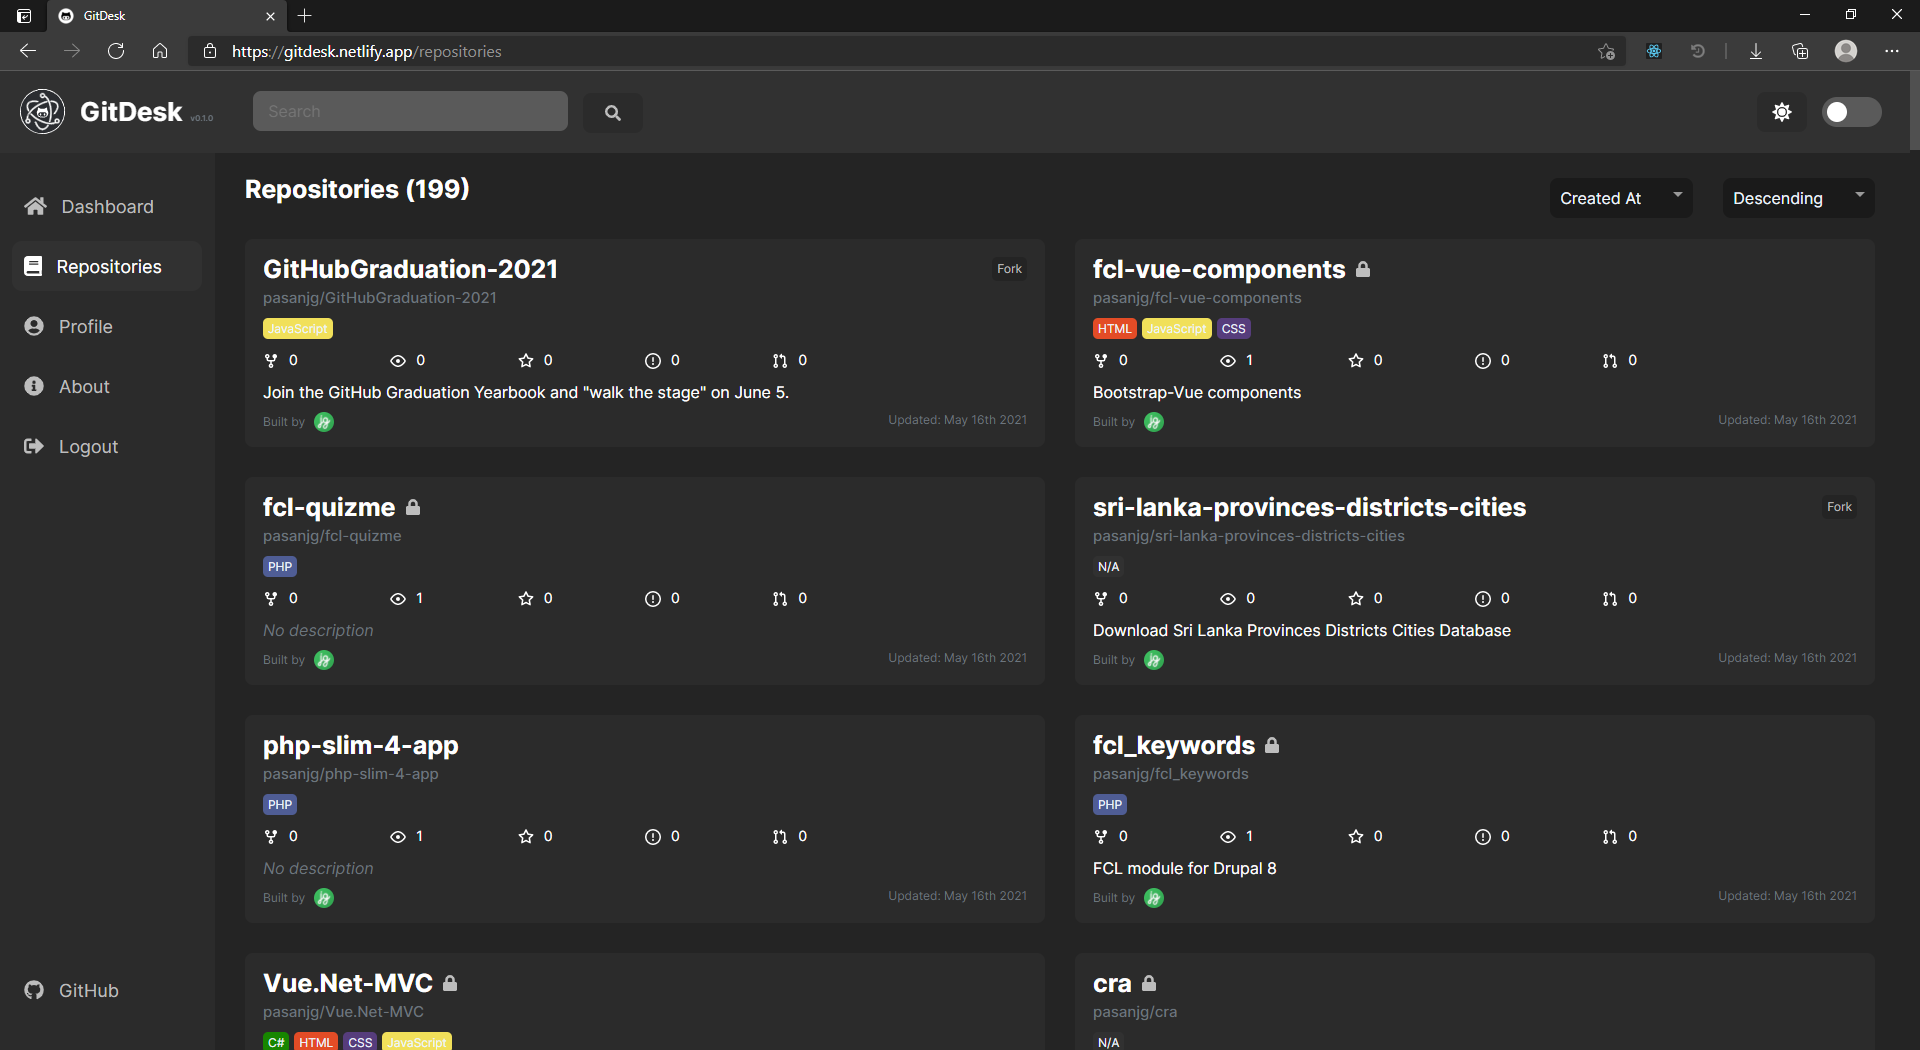 GitDesk
https://gitdesk.netlify.app/repositories
GitDesk v0.1.0
Search
Dashboard
Repositories
Profile
About
Logout
GitHub
Repositories (199)
Created At
Descending
GitHubGraduation-2021
Fork
pasanjg/GitHubGraduation-2021
JavaScript
0 0 0 0 0
Join the GitHub Graduation Yearbook and "walk the stage" on June 5.
Built by
Updated: May 16th 2021
fcl-vue-components
pasanjg/fcl-vue-components
HTML JavaScript CSS
0 1 0 0 0
Bootstrap-Vue components
Built by
Updated: May 16th 2021
fcl-quizme
pasanjg/fcl-quizme
PHP
0 1 0 0 0
No description
Built by
Updated: May 16th 2021
sri-lanka-provinces-districts-cities
Fork
pasanjg/sri-lanka-provinces-districts-cities
N/A
0 0 0 0 0
Download Sri Lanka Provinces Districts Cities Database
Built by
Updated: May 16th 2021
php-slim-4-app
pasanjg/php-slim-4-app
PHP
0 1 0 0 0
No description
Built by
Updated: May 16th 2021
fcl_keywords
pasanjg/fcl_keywords
PHP
0 1 0 0 0
FCL module for Drupal 8
Built by
Updated: May 16th 2021
Vue.Net-MVC
pasanjg/Vue.Net-MVC
C# HTML CSS JavaScript
cra
pasanjg/cra
N/A